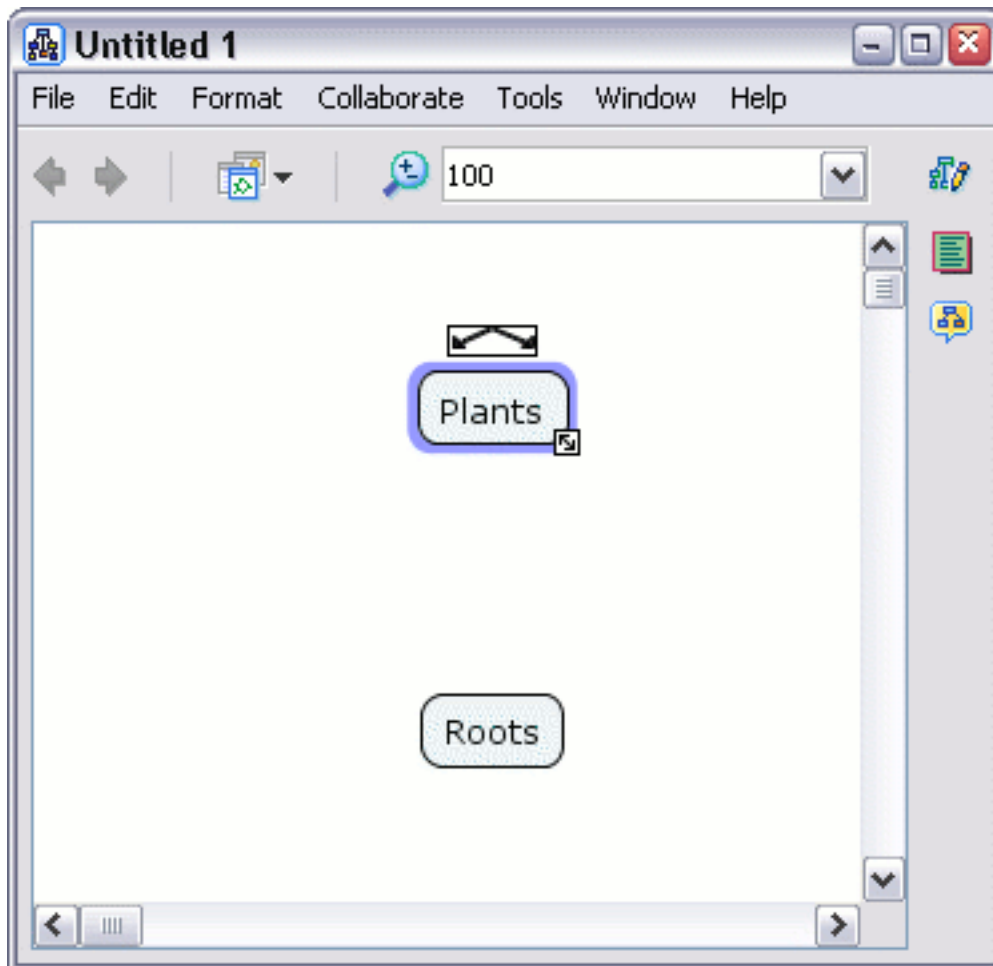 Untitled 1
File Edit Format Collaborate Tools Window Help
100
Plants
Roots